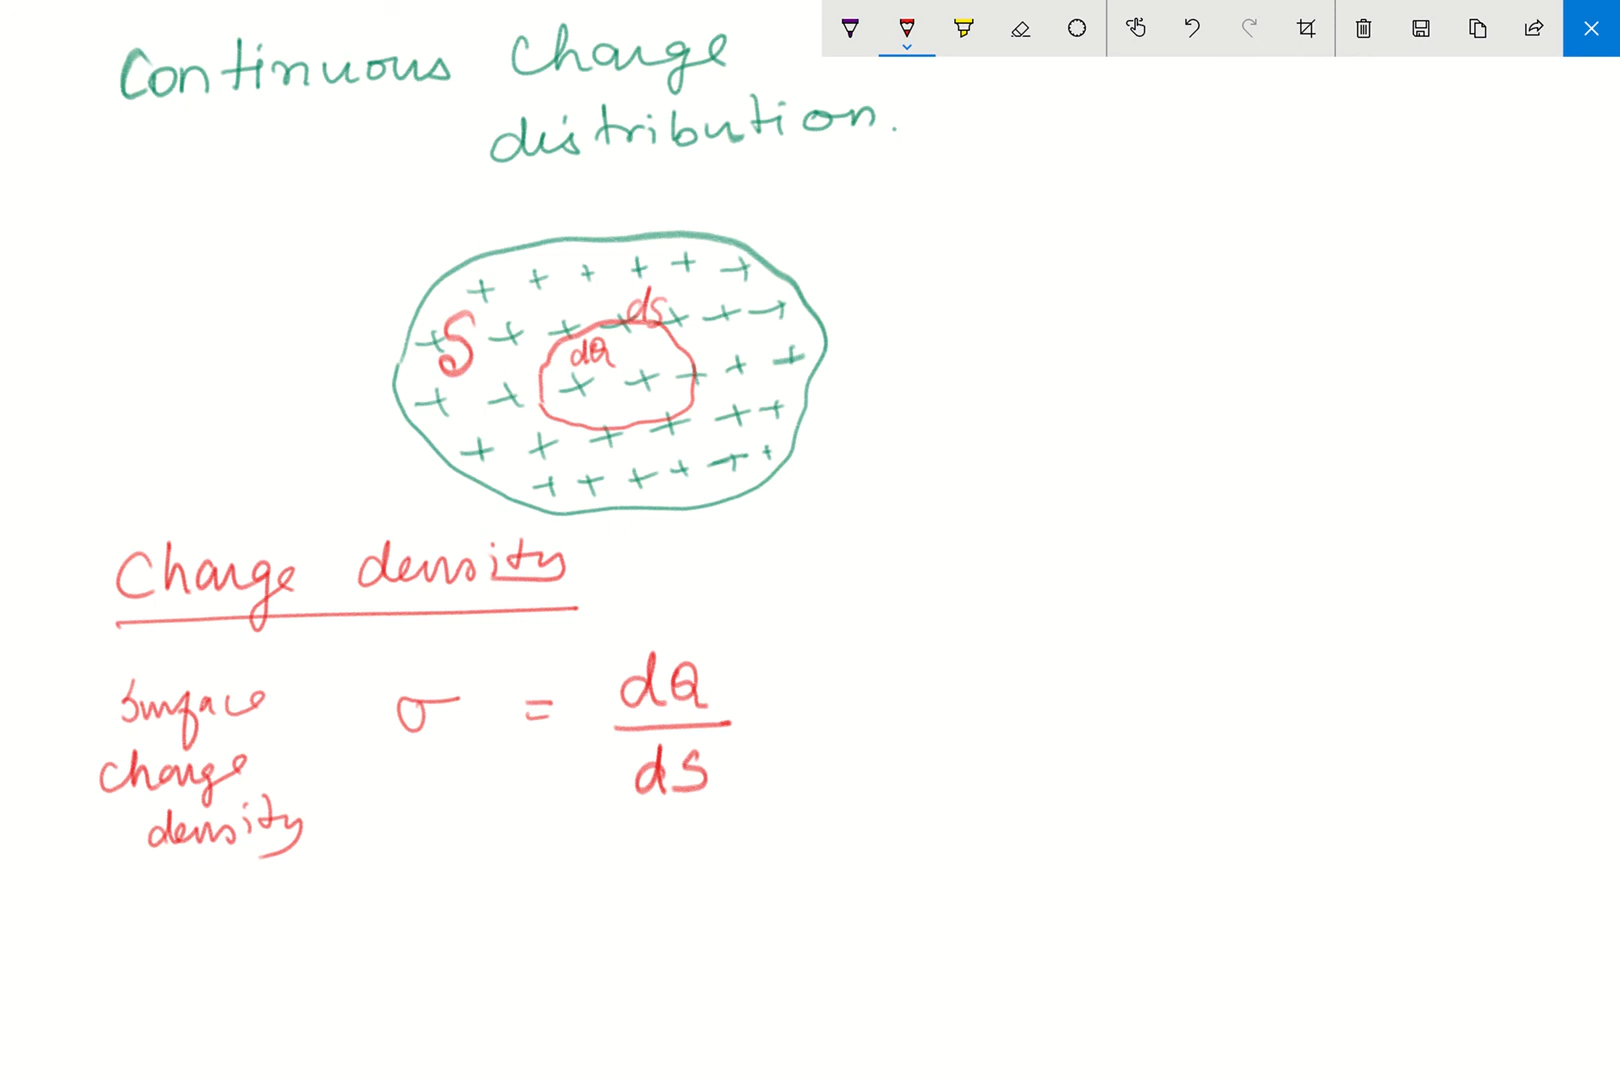 Continuous Charge
distribution.
+ + + + + +
ds
S
+ + + + + + +
dQ
+ + + + + + +
+ + + + + +
+ + + + + +
Charge density
Surface
charge
density
σ = dQ
ds